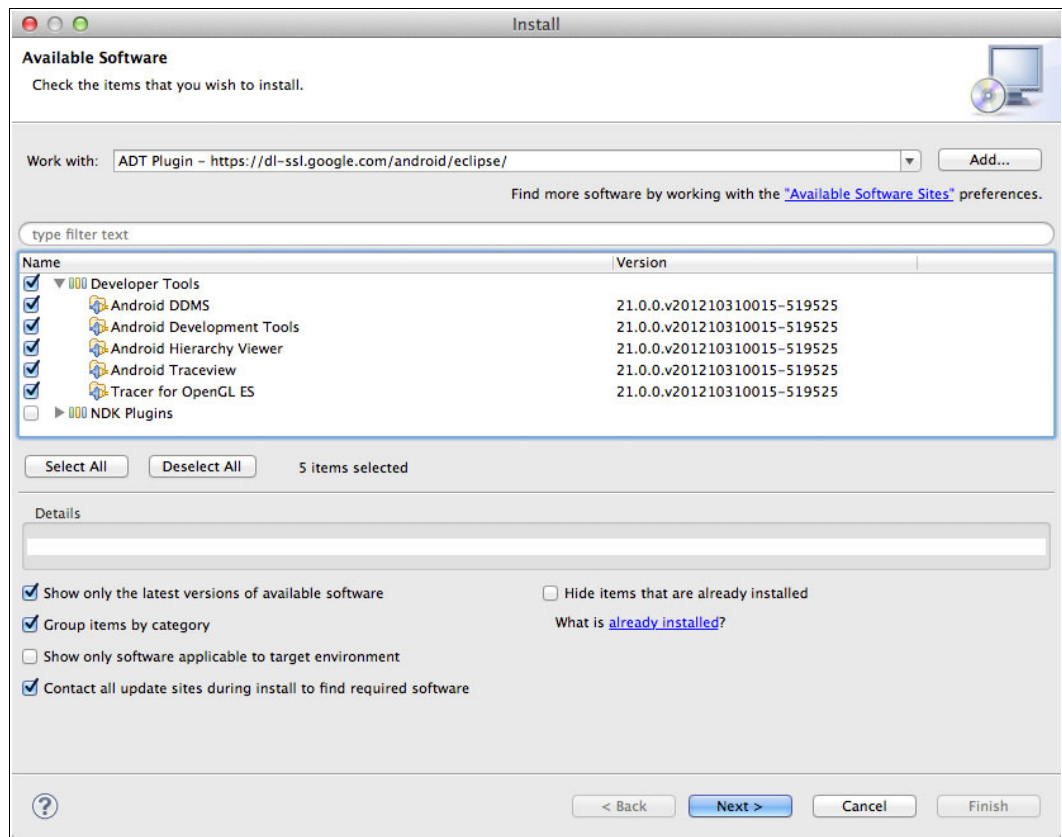 Install
Available Software
Check the items that you wish to install.
Work with: ADT Plugin - https://dl-ssl.google.com/android/eclipse/ Add...
Find more software by working with the "Available Software Sites" preferences.
type filter text
Name Version
Developer Tools
Android DDMS 21.0.0.v201210310015-519525
Android Development Tools 21.0.0.v201210310015-519525
Android Hierarchy Viewer 21.0.0.v201210310015-519525
Android Traceview 21.0.0.v201210310015-519525
Tracer for OpenGL ES 21.0.0.v201210310015-519525
NDK Plugins
Select All Deselect All 5 items selected
Details
Show only the latest versions of available software Hide items that are already installed
Group items by category What is already installed?
Show only software applicable to target environment
Contact all update sites during install to find required software
? < Back Next > Cancel Finish